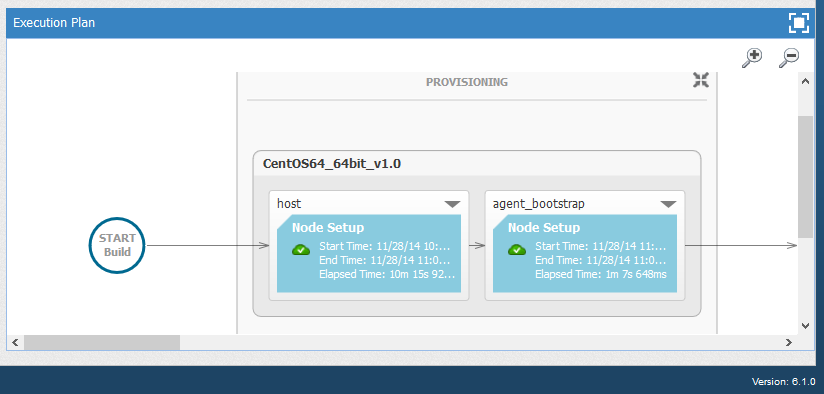 Execution Plan
PROVISIONING
CentOS64_64bit_v1.0
host
Node Setup
Start Time: 11/28/14 10:...
End Time: 11/28/14 11:0...
Elapsed Time: 10m 15s 92...
agent_bootstrap
Node Setup
Start Time: 11/28/14 11:...
End Time: 11/28/14 11:0...
Elapsed Time: 1m 7s 648ms
START
Build
Version: 6.1.0